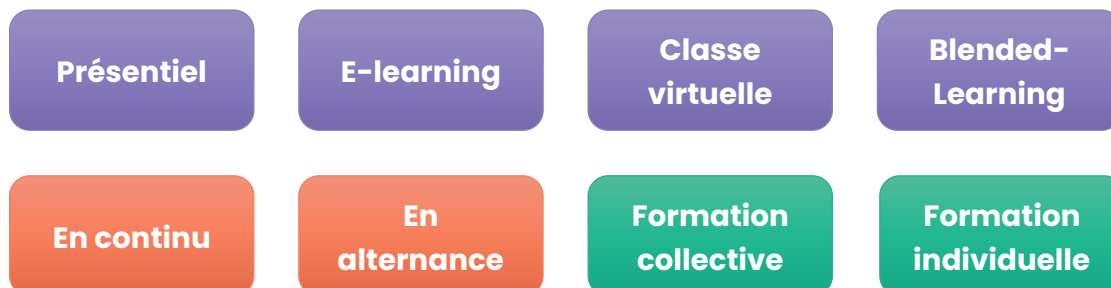 Présentiel
E-learning
Classe
virtuelle
Blended-
Learning
En continu
En
alternance
Formation
collective
Formation
individuelle